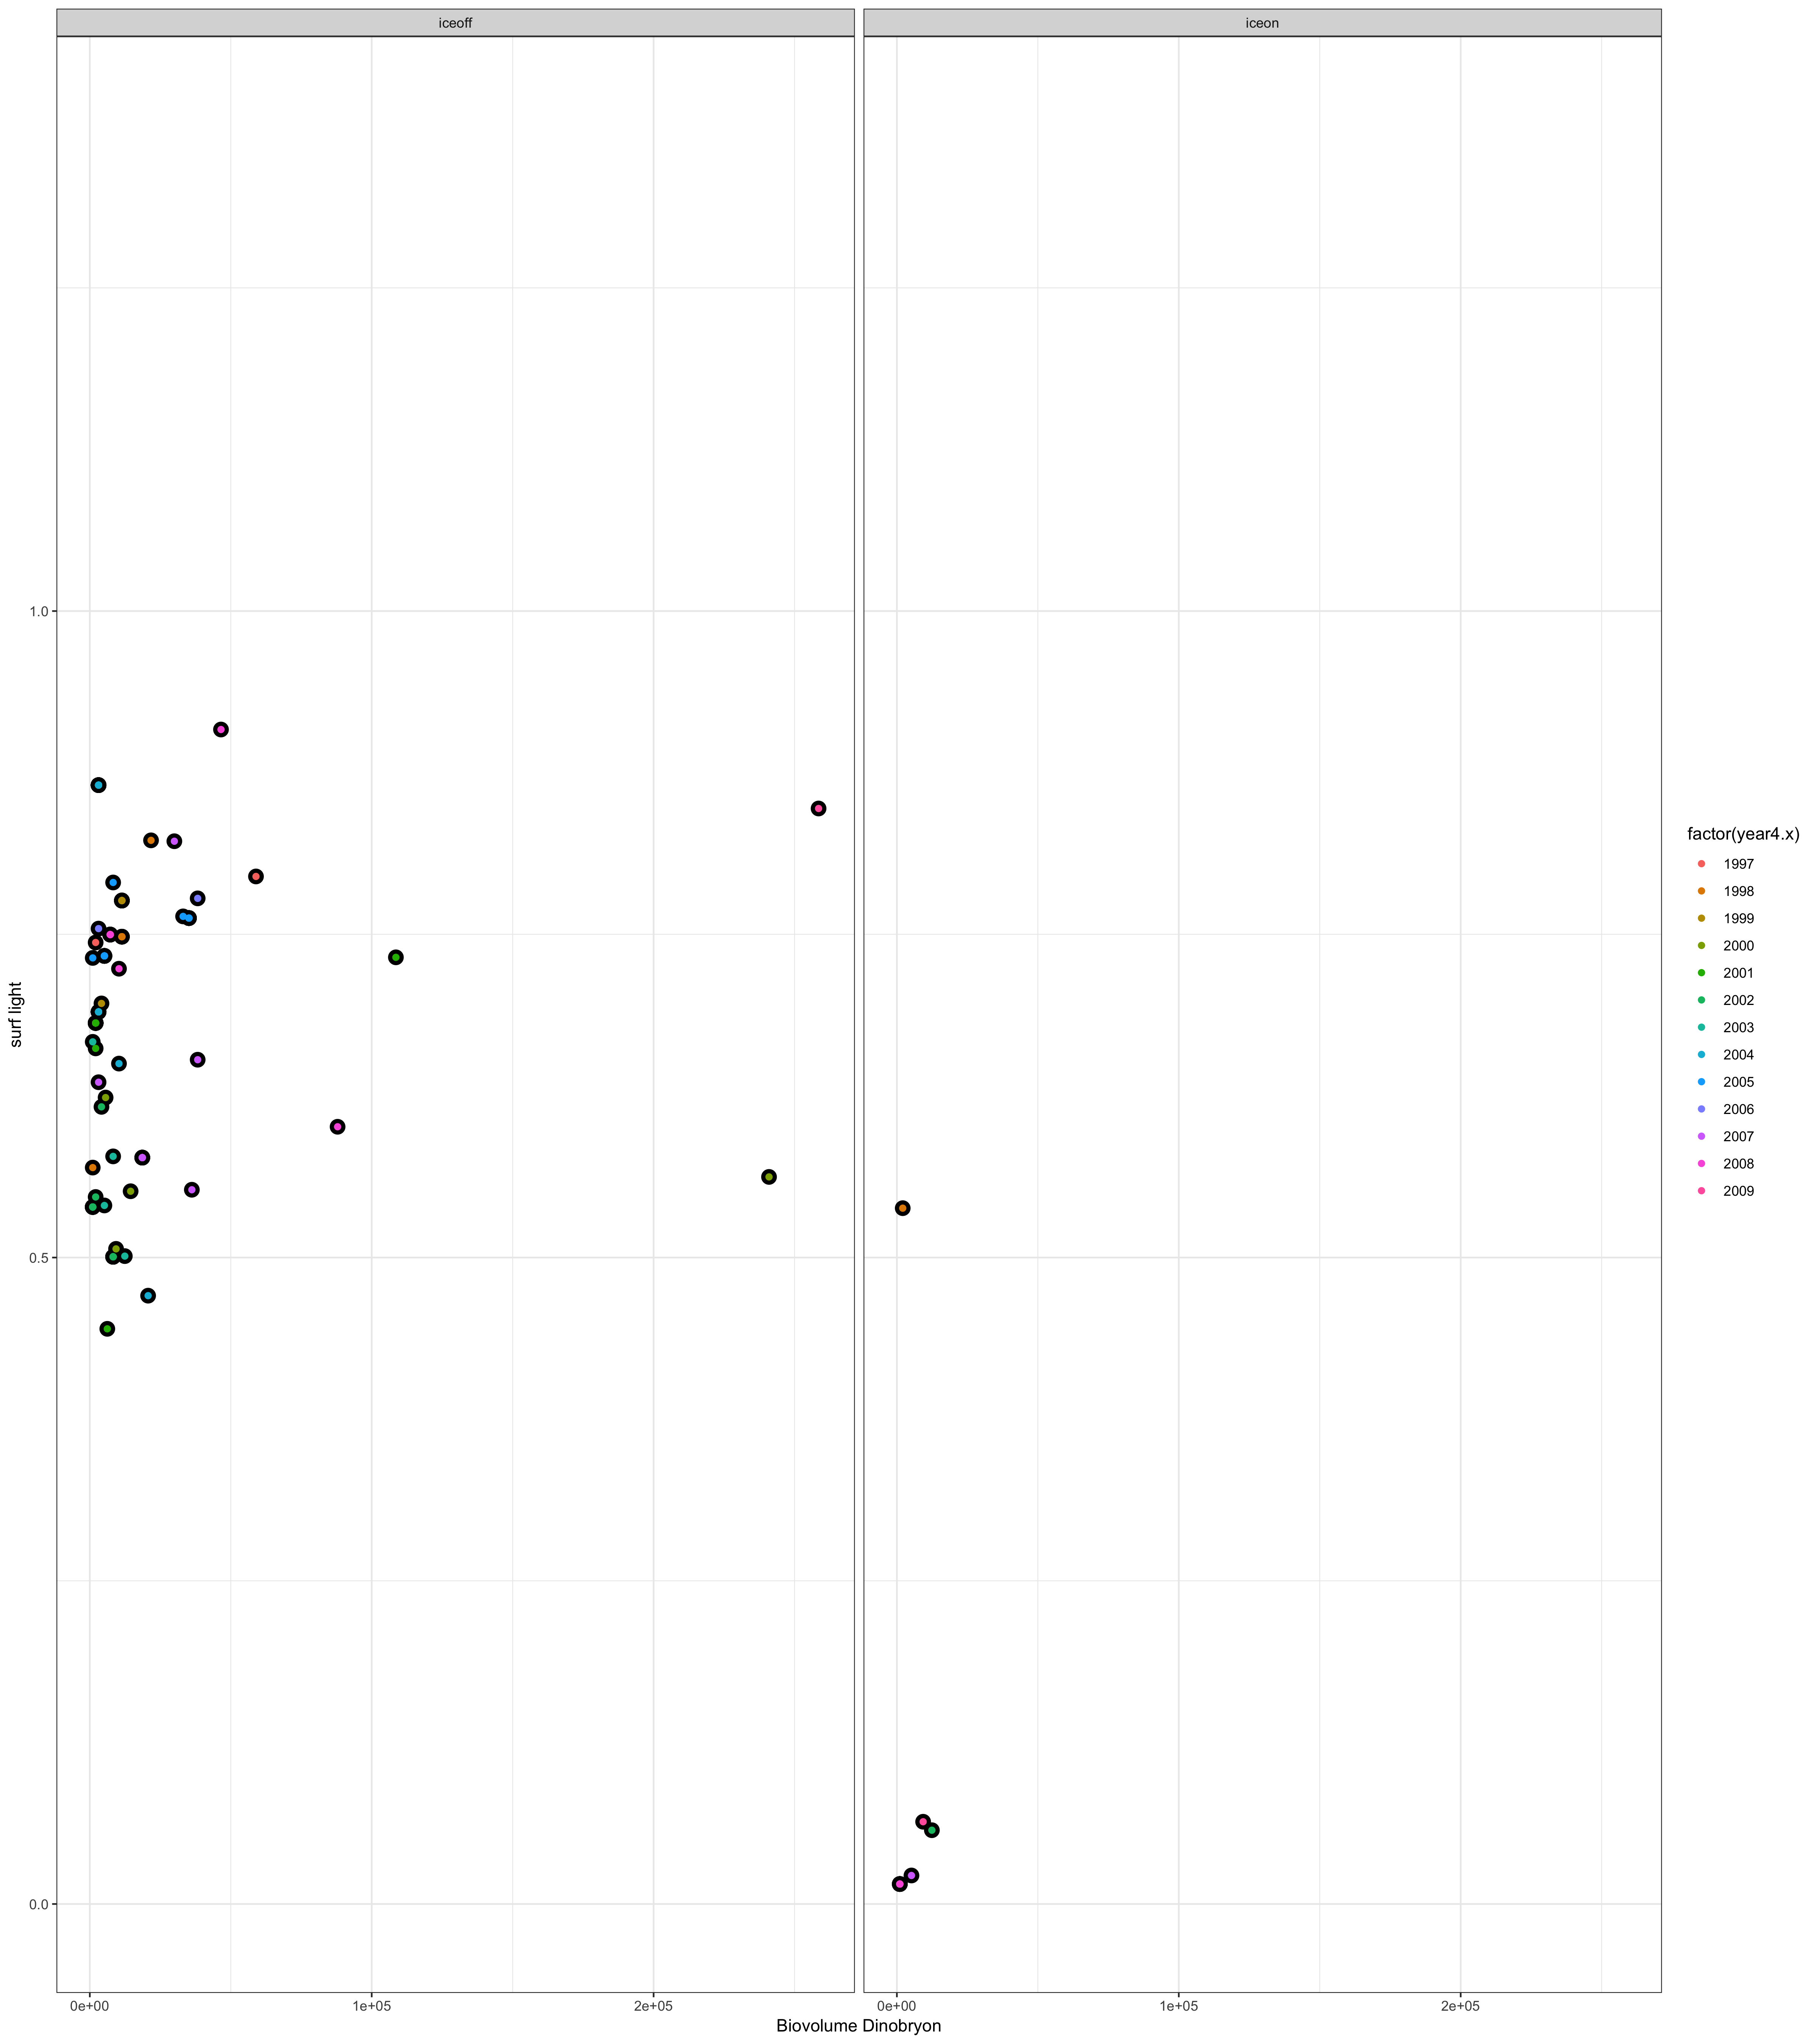 iceoff
iceon
1.0
0.5
0.0
surf light
0e+00
1e+05
2e+05
0e+00
1e+05
2e+05
Biovolume Dinobryon
factor(year4.x)
1997
1998
1999
2000
2001
2002
2003
2004
2005
2006
2007
2008
2009